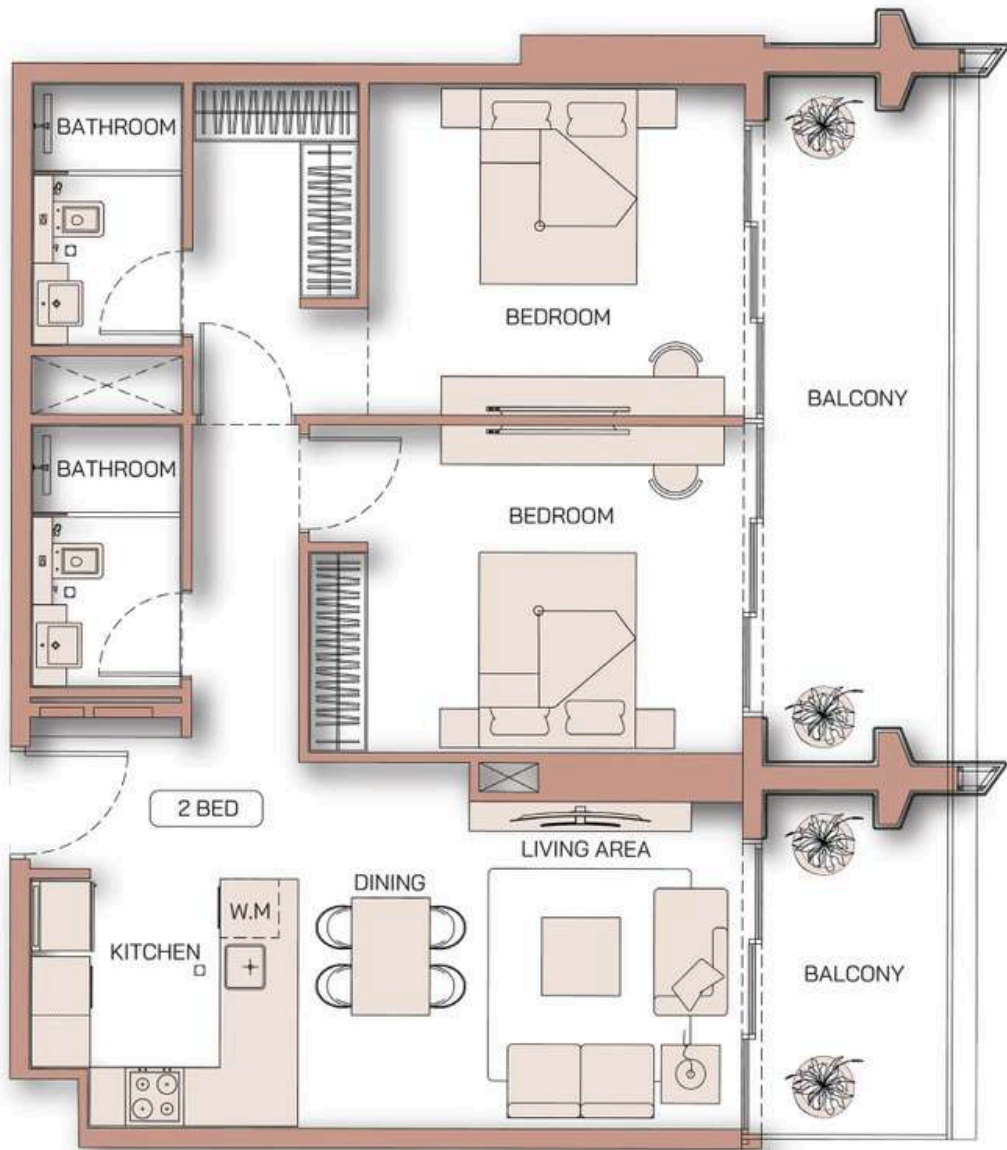 BATHROOM
BEDROOM
BALCONY
BATHROOM
BEDROOM
2 BED
LIVING AREA
DINING
W.M
KITCHEN
BALCONY